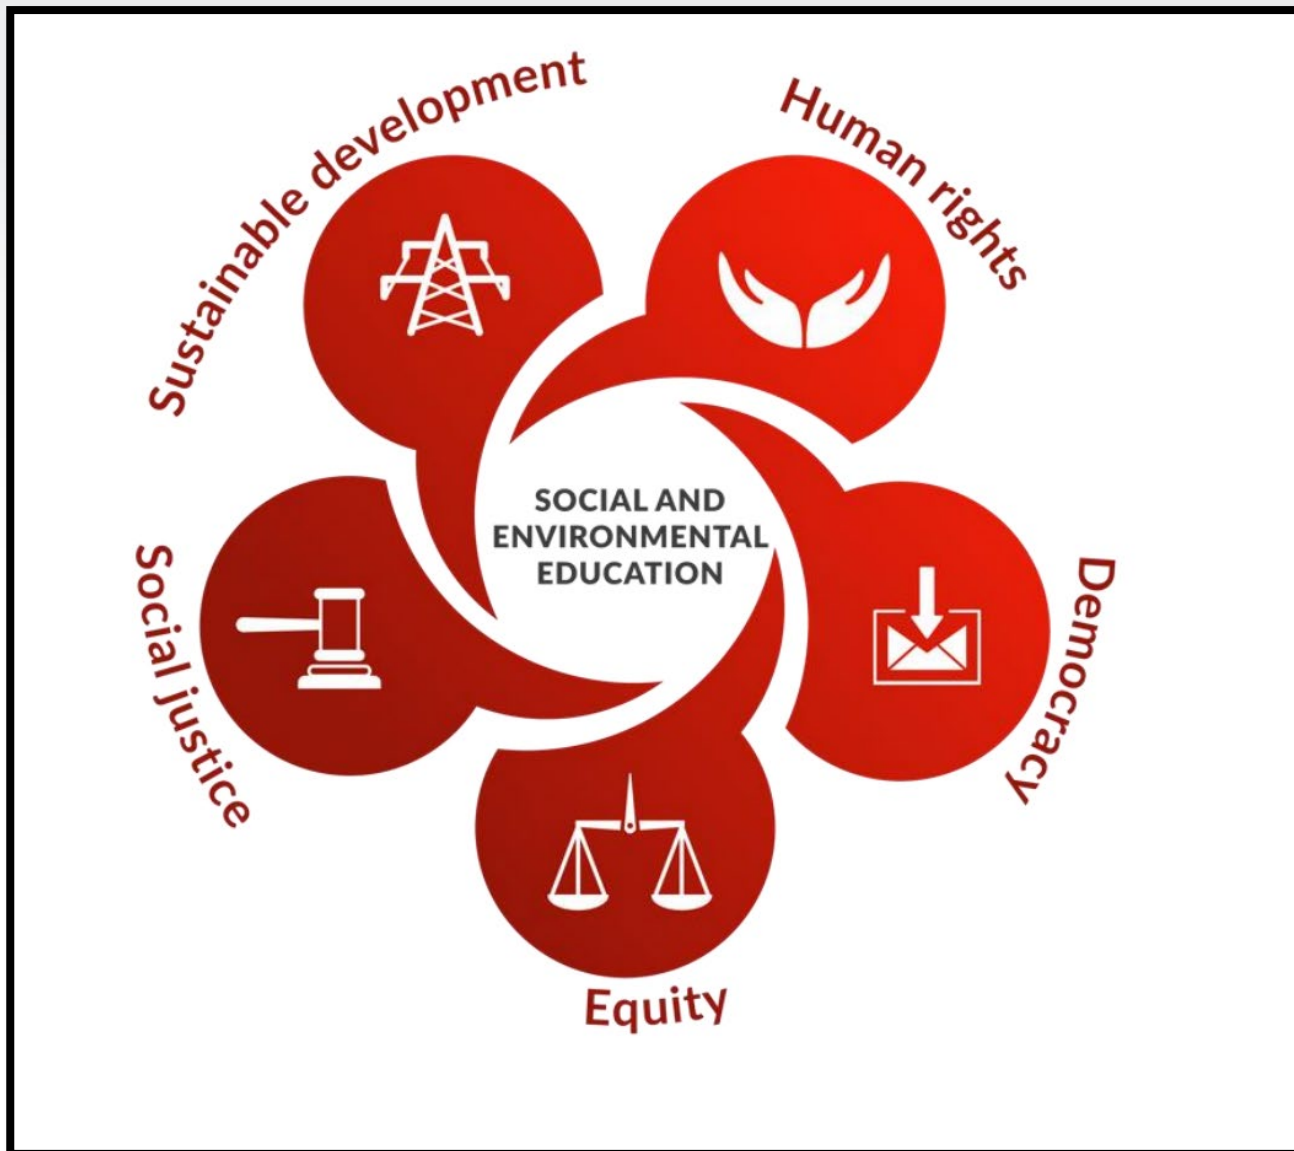 Sustainable development
Human rights
SOCIAL AND
ENVIRONMENTAL
EDUCATION
Social justice
Democracy
Equity